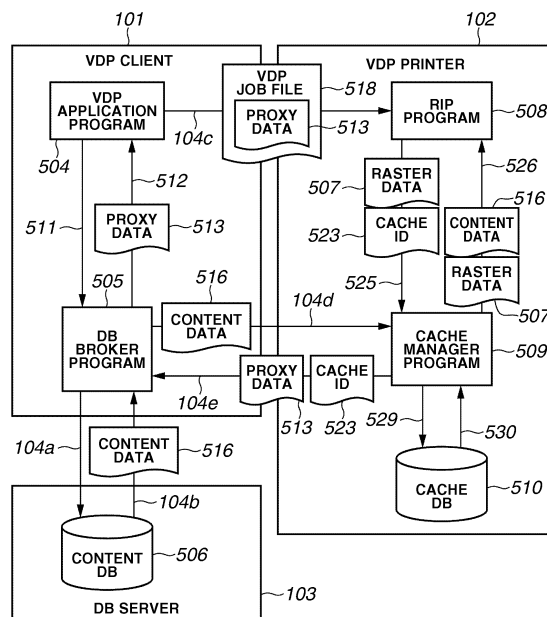 101
102
VDP CLIENT
VDP PRINTER
VDP
APPLICATION
PROGRAM
504
104c
VDP
JOB FILE
518
PROXY
DATA
513
RIP
PROGRAM
508
512
511
PROXY
DATA
513
507
RASTER
DATA
526
516
523
CACHE
ID
CONTENT
DATA
525
RASTER
DATA
507
505
DB
BROKER
PROGRAM
516
CONTENT
DATA
104d
CACHE
MANAGER
PROGRAM
509
104e
PROXY
DATA
513
CACHE
ID
523
529
530
104a
CONTENT
DATA
516
104b
CACHE
DB
510
CONTENT
DB
506
DB SERVER
103